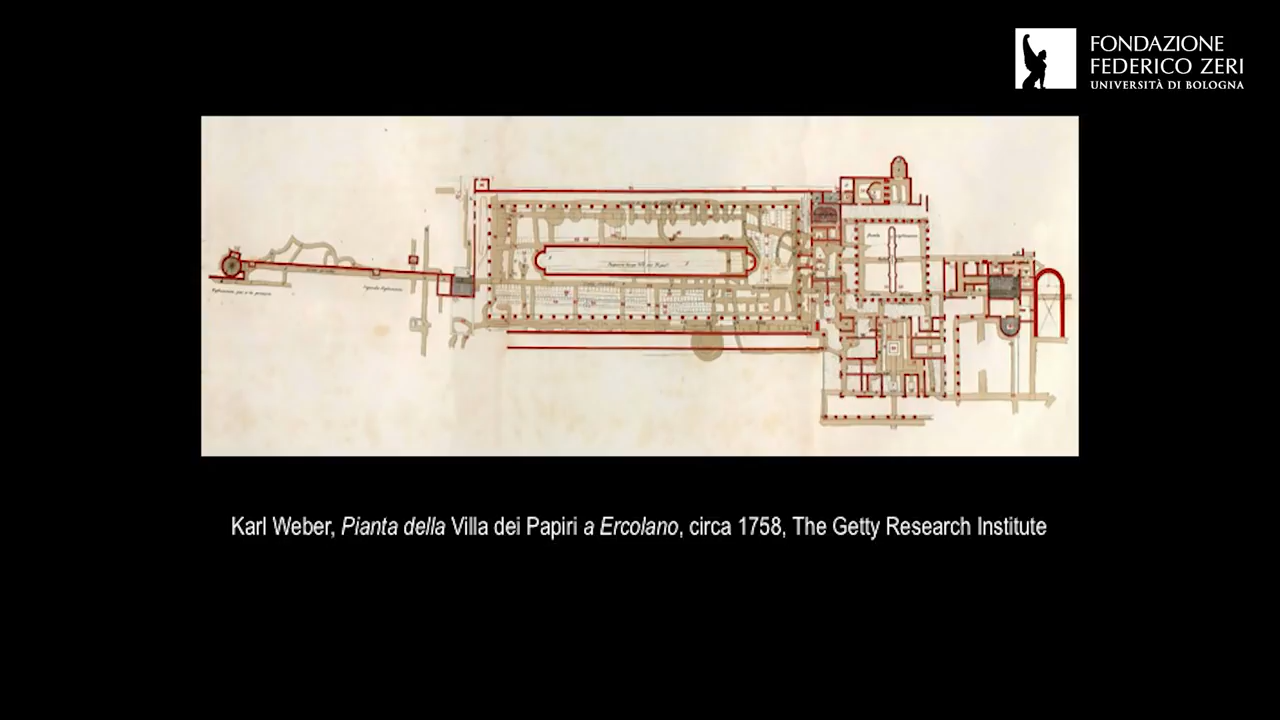 FONDAZIONE
FEDERICO ZERI
UNIVERSITÀ DI BOLOGNA
Karl Weber, Pianta della Villa dei Papiri a Ercolano, circa 1758, The Getty Research Institute